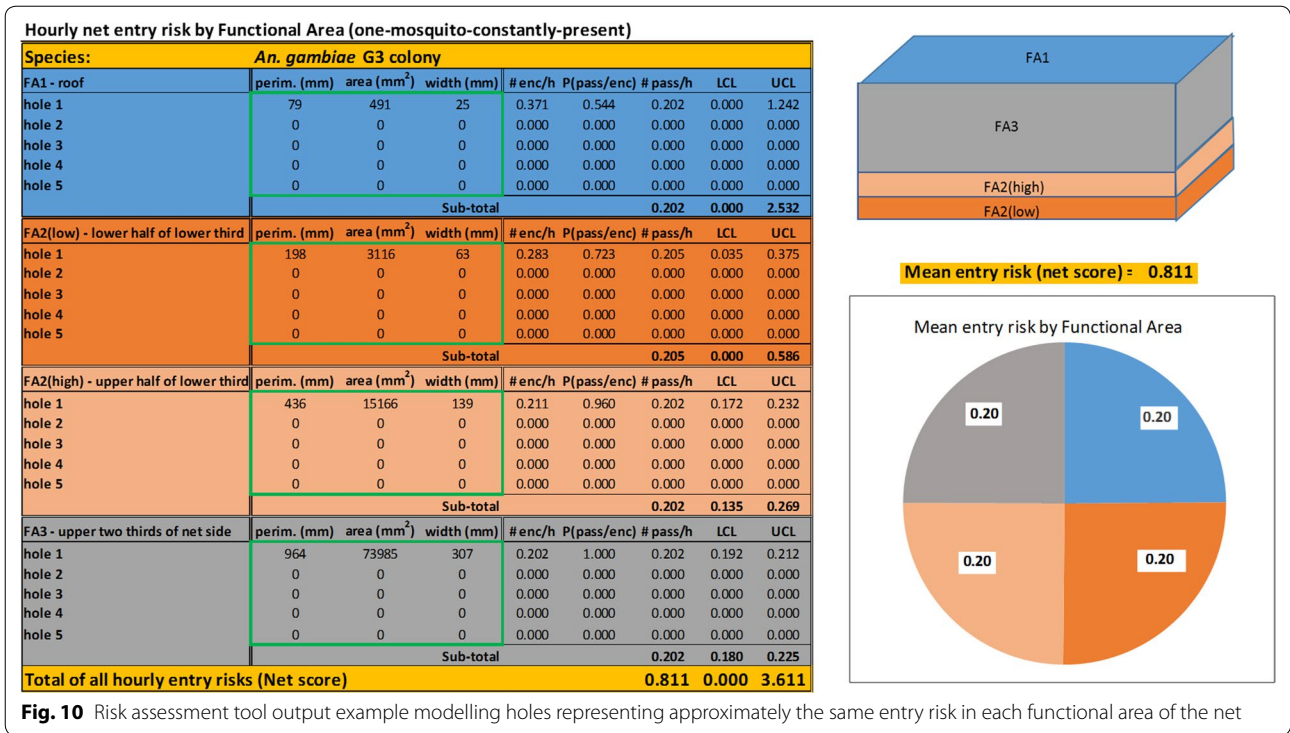 Hourly net entry risk by Functional Area (one-mosquito-constantly-present)
Species: An. gambiae G3 colony
FA1 - roof perim. (mm) area (mm²) width (mm) # enc/h P(pass/enc) # pass/h LCL UCL
hole 1 79 491 25 0.371 0.544 0.202 0.000 1.242
hole 2 0 0 0 0.000 0.000 0.000 0.000 0.000
hole 3 0 0 0 0.000 0.000 0.000 0.000 0.000
hole 4 0 0 0 0.000 0.000 0.000 0.000 0.000
hole 5 0 0 0 0.000 0.000 0.000 0.000 0.000
Sub-total 0.202 0.000 2.532
FA2(low) - lower half of lower third perim. (mm) area (mm²) width (mm) # enc/h P(pass/enc) # pass/h LCL UCL
hole 1 198 3116 63 0.283 0.723 0.205 0.035 0.375
hole 2 0 0 0 0.000 0.000 0.000 0.000 0.000
hole 3 0 0 0 0.000 0.000 0.000 0.000 0.000
hole 4 0 0 0 0.000 0.000 0.000 0.000 0.000
hole 5 0 0 0 0.000 0.000 0.000 0.000 0.000
Sub-total 0.205 0.000 0.586
FA2(high) - upper half of lower third perim. (mm) area (mm²) width (mm) # enc/h P(pass/enc) # pass/h LCL UCL
hole 1 436 15166 139 0.211 0.960 0.202 0.172 0.232
hole 2 0 0 0 0.000 0.000 0.000 0.000 0.000
hole 3 0 0 0 0.000 0.000 0.000 0.000 0.000
hole 4 0 0 0 0.000 0.000 0.000 0.000 0.000
hole 5 0 0 0 0.000 0.000 0.000 0.000 0.000
Sub-total 0.202 0.135 0.269
FA3 - upper two thirds of net side perim. (mm) area (mm²) width (mm) # enc/h P(pass/enc) # pass/h LCL UCL
hole 1 964 73985 307 0.202 1.000 0.202 0.192 0.212
hole 2 0 0 0 0.000 0.000 0.000 0.000 0.000
hole 3 0 0 0 0.000 0.000 0.000 0.000 0.000
hole 4 0 0 0 0.000 0.000 0.000 0.000 0.000
hole 5 0 0 0 0.000 0.000 0.000 0.000 0.000
Sub-total 0.202 0.180 0.225
Total of all hourly entry risks (Net score) 0.811 0.000 3.611
FA1
FA3
FA2(high)
FA2(low)
Mean entry risk (net score) = 0.811
Mean entry risk by Functional Area
0.20 0.20
0.20 0.20
Fig. 10 Risk assessment tool output example modelling holes representing approximately the same entry risk in each functional area of the net